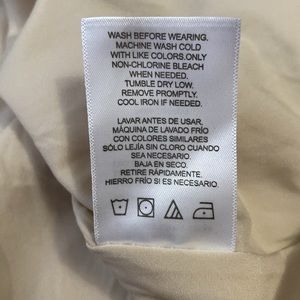 WASH BEFORE WEARING.
MACHINE WASH COLD
WITH LIKE COLORS.ONLY
NON-CHLORINE BLEACH
WHEN NEEDED.
TUMBLE DRY LOW.
REMOVE PROMPTLY.
COOL IRON IF NEEDED.
LAVAR ANTES DE USAR.
MÁQUINA DE LAVADO FRÍO
CON COLORES SIMILARES
SÓLO LEJÍA SIN CLORO CUANDO
SEA NECESARIO.
BAJA EN SECO.
RETIRE RÁPIDAMENTE.
HIERRO FRÍO SI ES NECESARIO.